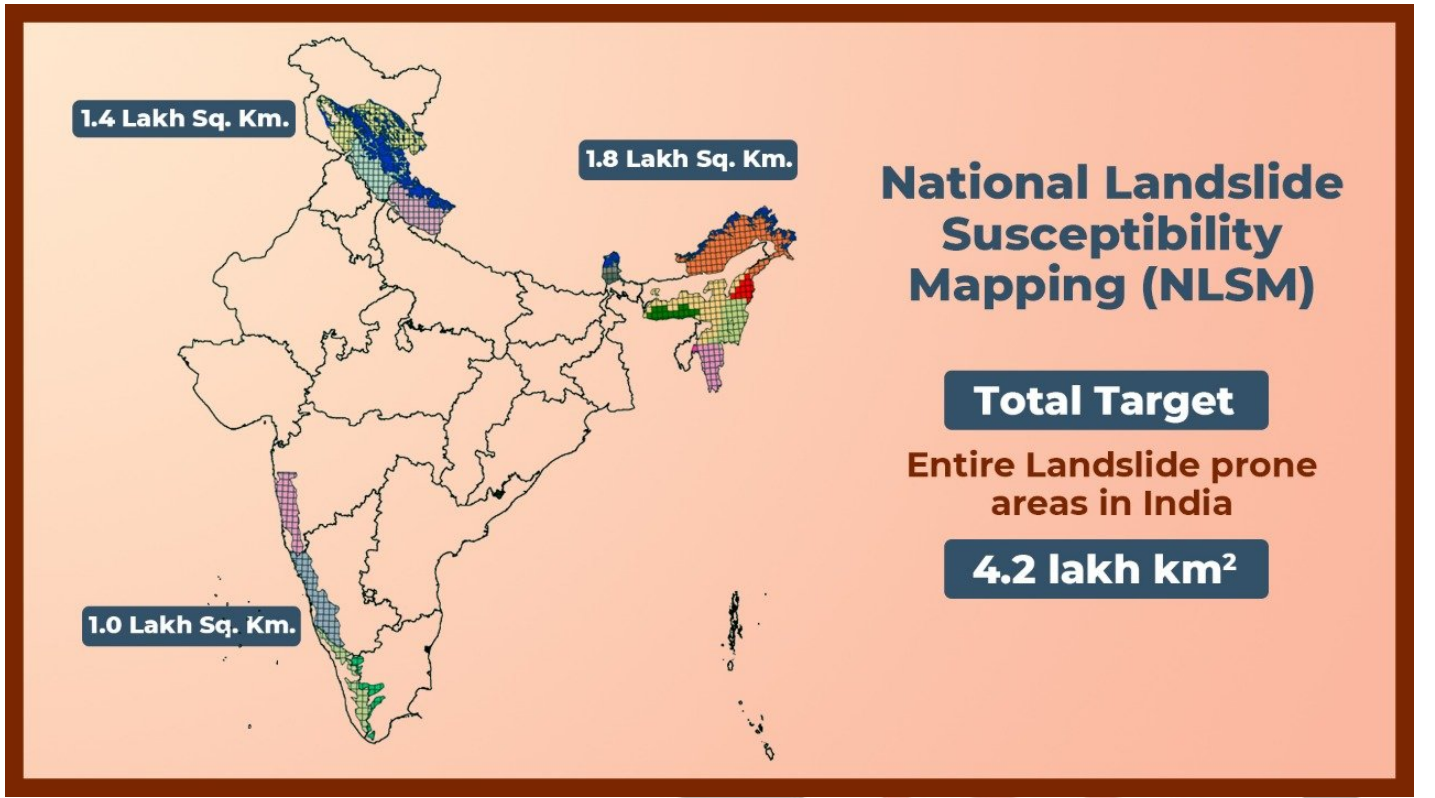 1.4 Lakh Sq. Km.
1.8 Lakh Sq. Km.
1.0 Lakh Sq. Km.
National Landslide
Susceptibility
Mapping (NLSM)
Total Target
Entire Landslide prone
areas in India
4.2 lakh km²